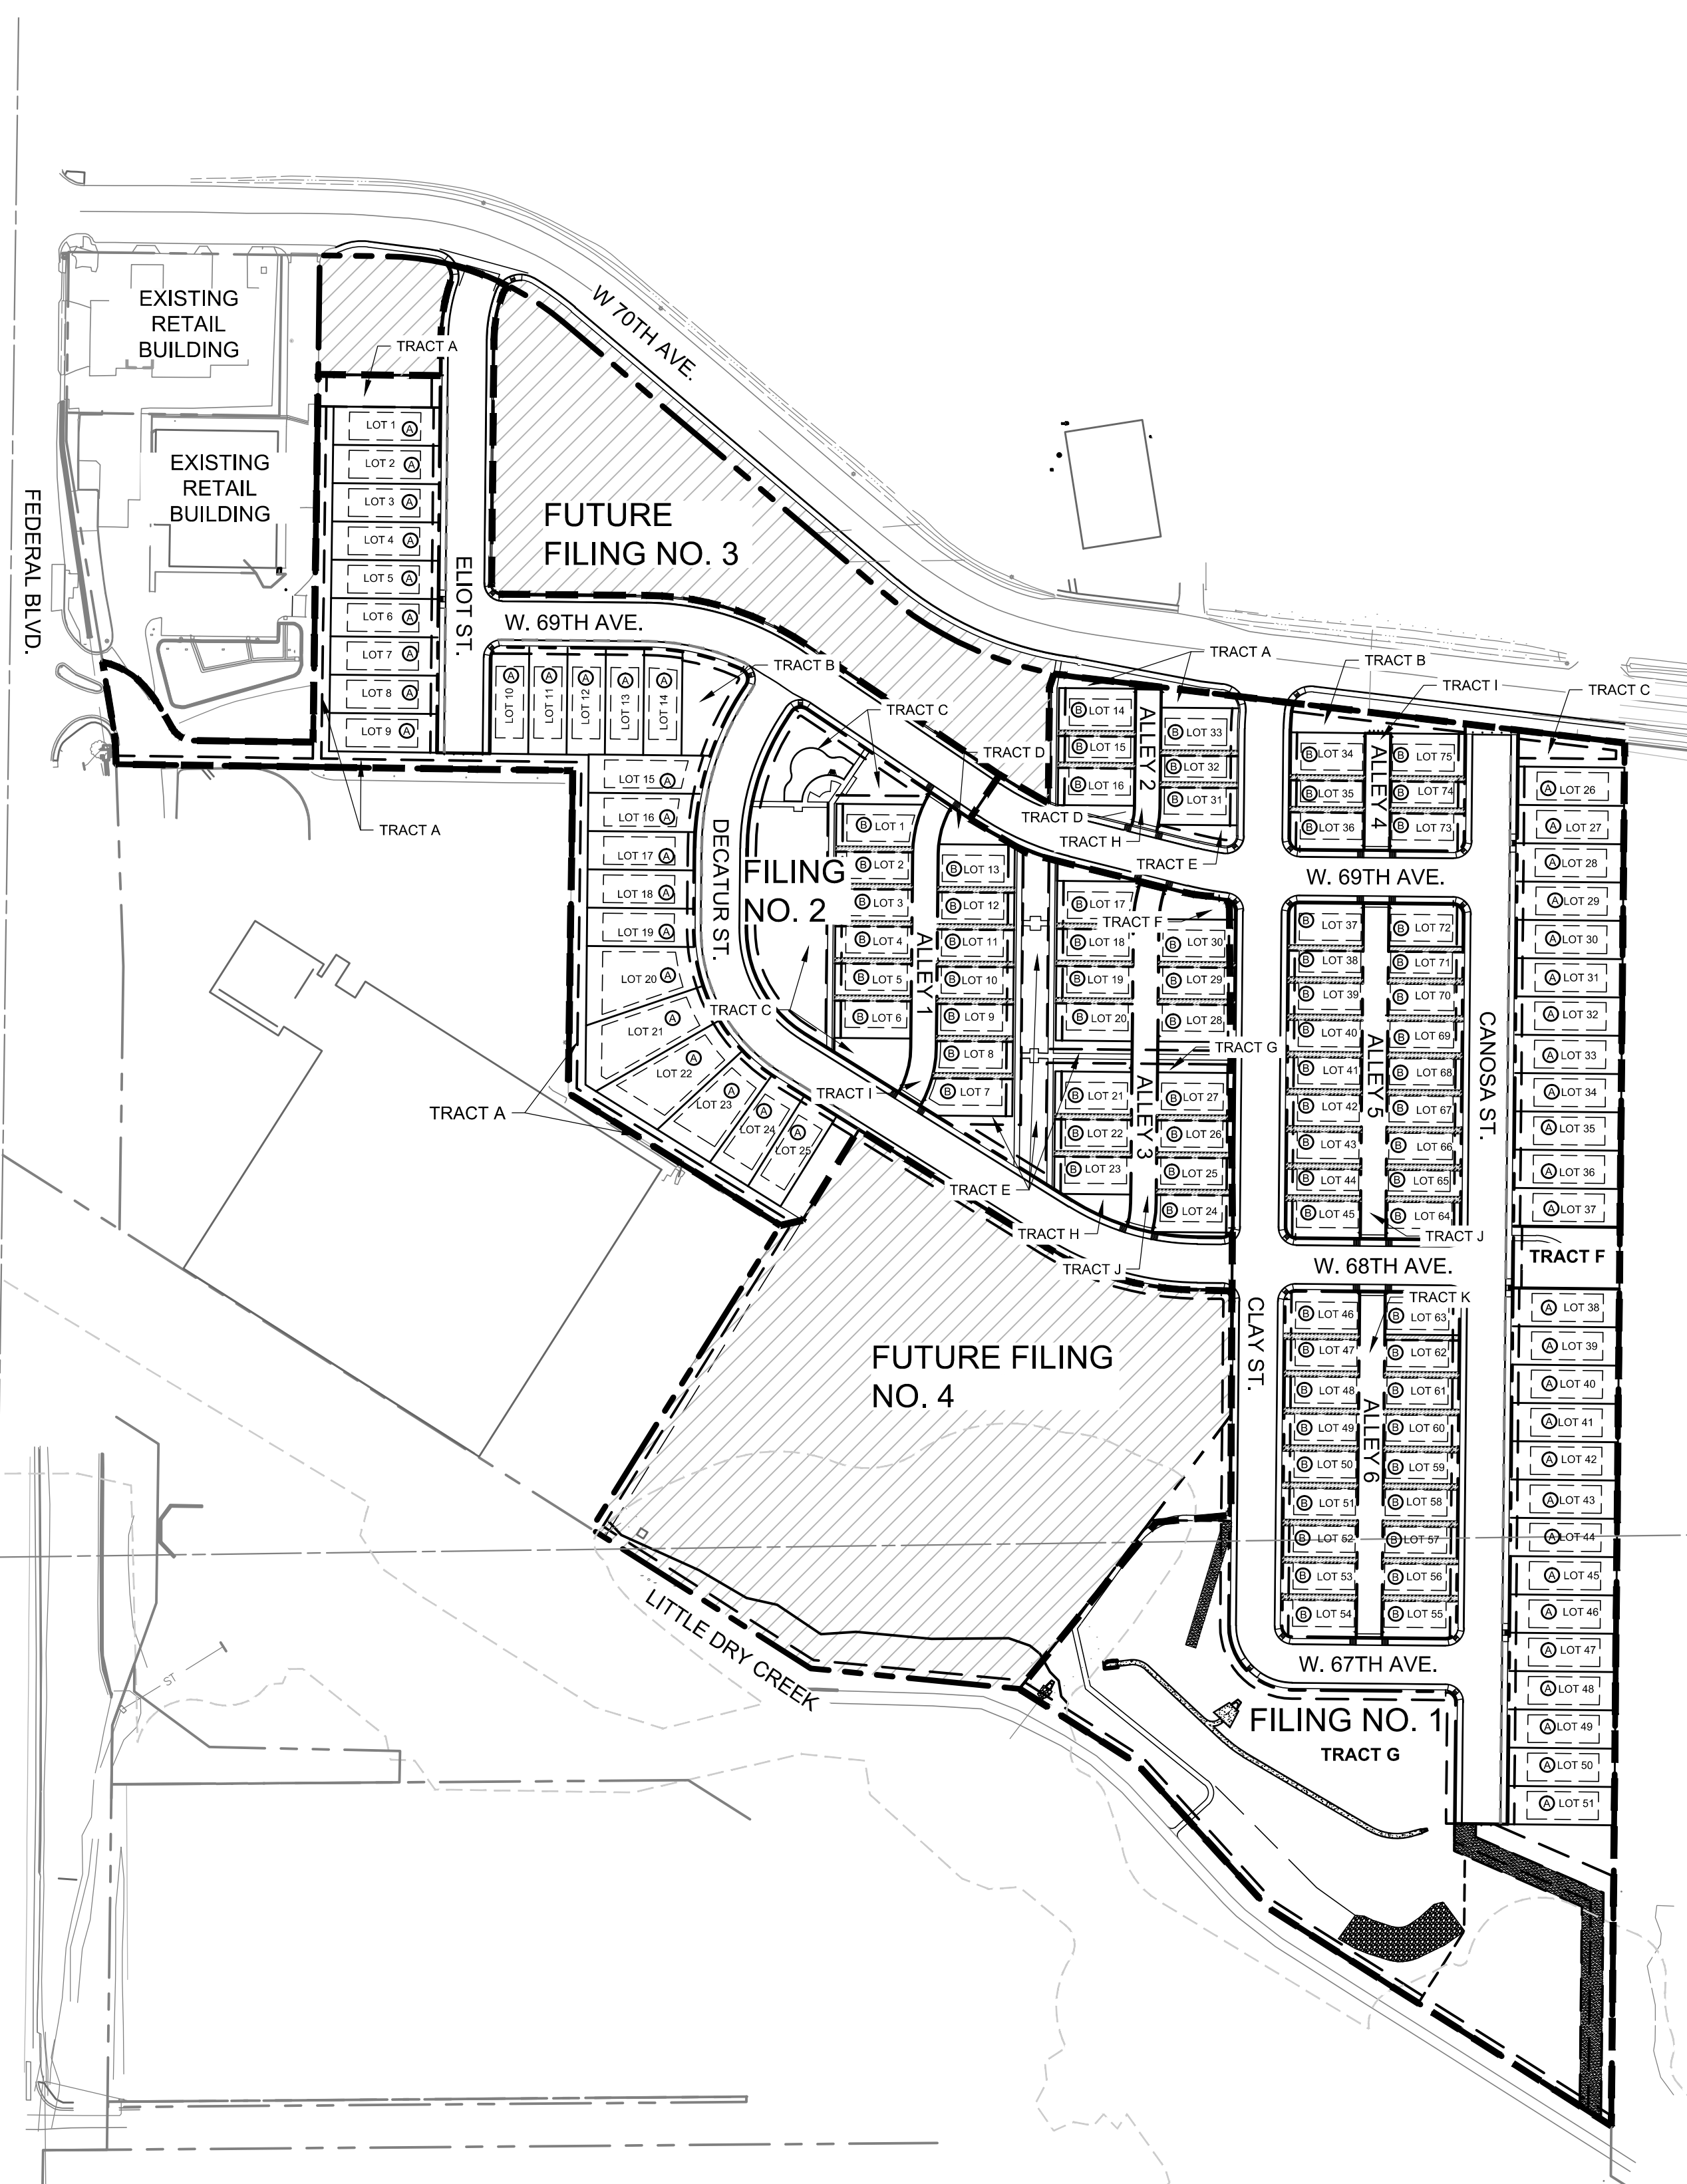 W 70TH AVE.
EXISTING
RETAIL
BUILDING
TRACT A
EXISTING
RETAIL
BUILDING
FEDERAL BLVD.
LOT 1 A
LOT 2 A
LOT 3 A
LOT 4 A
LOT 5 A
LOT 6 A
LOT 7 A
LOT 8 A
LOT 9 A
ELIOT ST.
FUTURE
FILING NO. 3
W. 69TH AVE.
A LOT 10
A LOT 11
A LOT 12
A LOT 13
A LOT 14
TRACT B
TRACT C
TRACT D
TRACT A
TRACT A
TRACT B
TRACT I
TRACT C
LOT 15 A
LOT 16 A
LOT 17 A
LOT 18 A
LOT 19 A
LOT 20 A
LOT 21 A
LOT 22 A
LOT 23 A
LOT 24 A
LOT 25 A
DECATUR ST.
FILING
NO. 2
TRACT C
TRACT A
B LOT 1
B LOT 2
B LOT 3
B LOT 4
B LOT 5
B LOT 6
ALLEY 1
B LOT 13
B LOT 12
B LOT 11
B LOT 10
B LOT 9
B LOT 8
B LOT 7
TRACT I
TRACT E
B LOT 14
B LOT 15
B LOT 16
ALLEY 2
B LOT 33
B LOT 32
B LOT 31
TRACT D
TRACT H
TRACT E
B LOT 17
TRACT F
B LOT 18
B LOT 19
B LOT 20
B LOT 30
B LOT 29
B LOT 28
TRACT G
B LOT 21
B LOT 22
B LOT 23
ALLEY 3
B LOT 27
B LOT 26
B LOT 25
B LOT 24
TRACT H
TRACT J
B LOT 34
B LOT 35
B LOT 36
ALLEY 4
B LOT 75
B LOT 74
B LOT 73
W. 69TH AVE.
B LOT 37
B LOT 38
B LOT 39
B LOT 40
B LOT 41
B LOT 42
B LOT 43
B LOT 44
B LOT 45
ALLEY 5
B LOT 72
B LOT 71
B LOT 70
B LOT 69
B LOT 68
B LOT 67
B LOT 66
B LOT 65
B LOT 64
TRACT J
W. 68TH AVE.
CLAY ST.
TRACT K
B LOT 46
B LOT 47
B LOT 48
B LOT 49
B LOT 50
B LOT 51
B LOT 52
B LOT 53
B LOT 54
ALLEY 6
B LOT 63
B LOT 62
B LOT 61
B LOT 60
B LOT 59
B LOT 58
B LOT 57
B LOT 56
B LOT 55
W. 67TH AVE.
CANOSA ST.
A LOT 26
A LOT 27
A LOT 28
A LOT 29
A LOT 30
A LOT 31
A LOT 32
A LOT 33
A LOT 34
A LOT 35
A LOT 36
A LOT 37
TRACT F
A LOT 38
A LOT 39
A LOT 40
A LOT 41
A LOT 42
A LOT 43
A LOT 44
A LOT 45
A LOT 46
A LOT 47
A LOT 48
A LOT 49
A LOT 50
A LOT 51
FUTURE FILING
NO. 4
LITTLE DRY CREEK
FILING NO. 1
TRACT G
ST